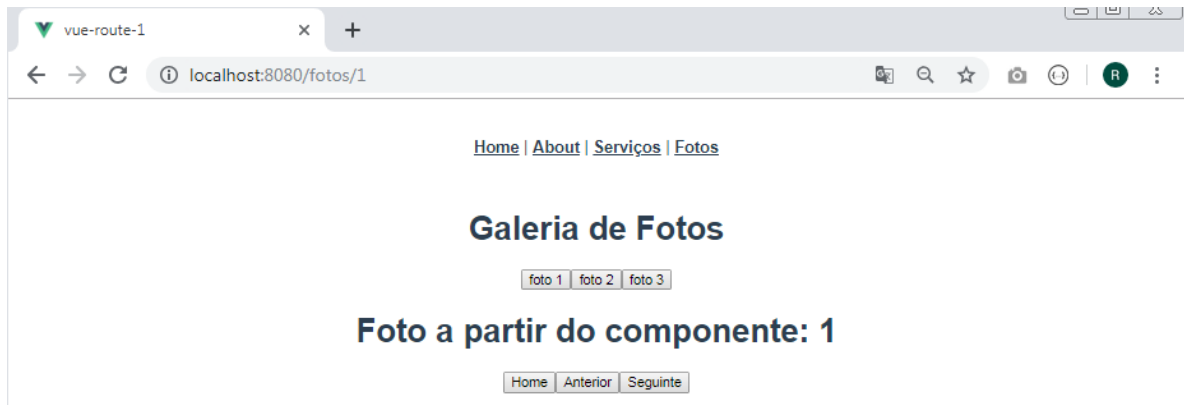 vue-route-1
localhost:8080/fotos/1
R
Home | About | Serviços | Fotos
Galeria de Fotos
foto 1 foto 2 foto 3
Foto a partir do componente: 1
Home Anterior Seguinte